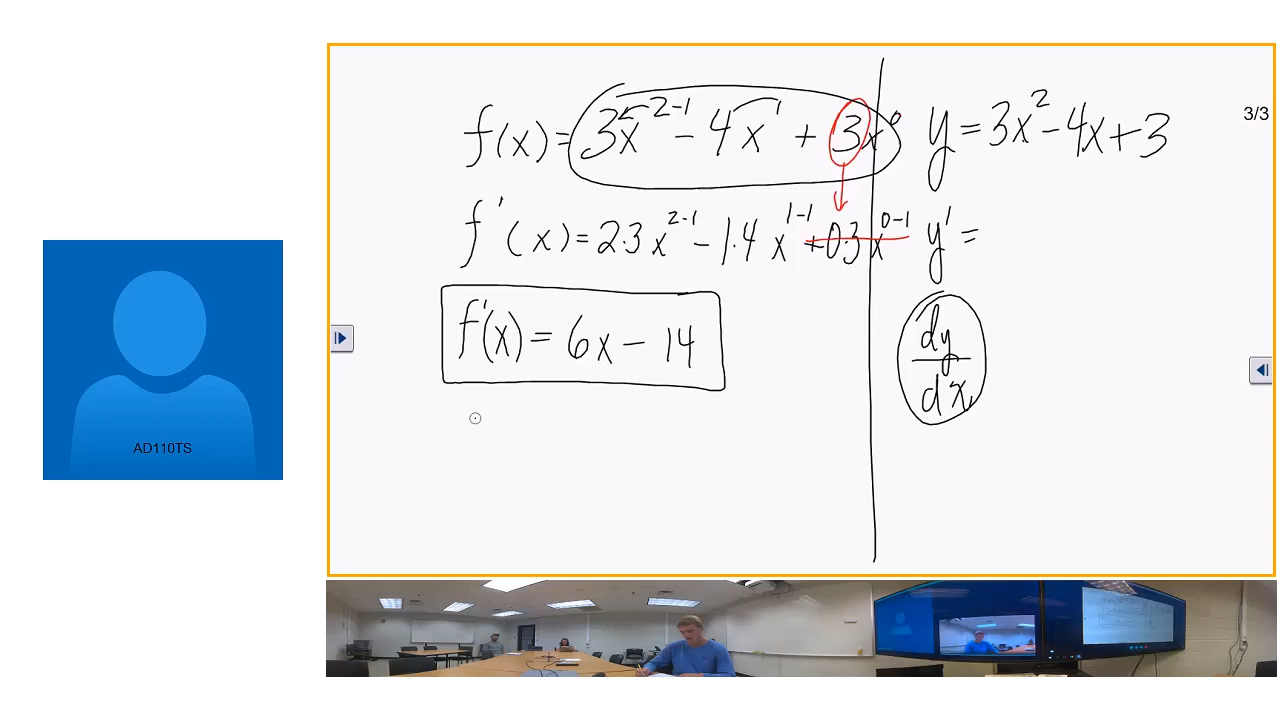 f(x) = 3x^{2-1} - 4x^1 + 3x^0
f'(x) = 2·3x^{2-1} - 1·4x^{1-1} + 0·3x^{0-1}
f'(x) = 6x - 14
y = 3x^2 - 4x + 3
y' =
dy
dx
3/3
AD110TS